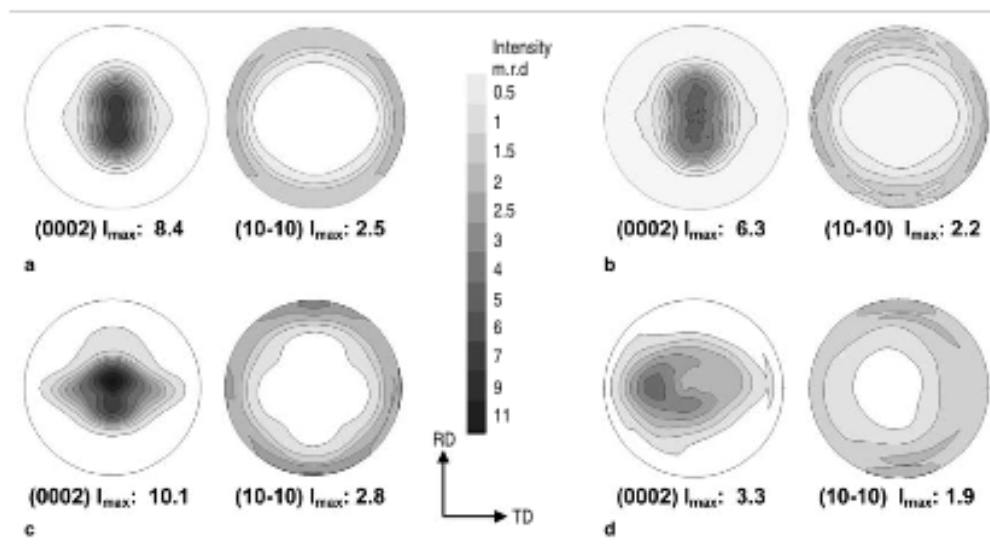 Intensity
m.r.d
0.5
1
1.5
2
2.5
3
4
5
6
7
9
11
(0002) Imax: 8.4
(10-10) Imax: 2.5
a
(0002) Imax: 6.3
(10-10) Imax: 2.2
b
RD
TD
(0002) Imax: 10.1
(10-10) Imax: 2.8
c
(0002) Imax: 3.3
(10-10) Imax: 1.9
d